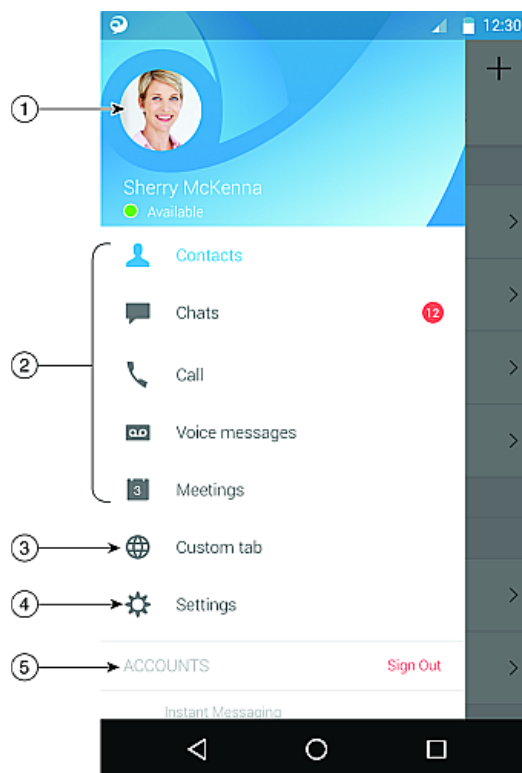 12:30
1
Sherry McKenna
Available
2
Contacts
Chats 12
Call
Voice messages
3 Meetings
3 Custom tab
4 Settings
5 ACCOUNTS Sign Out
Instant Messaging